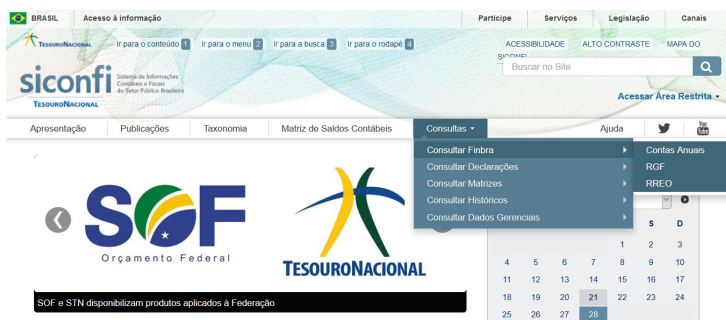 BRASIL Acesso à informação Participe Serviços Legislação Canais
TESOURONACIONAL Ir para o conteúdo 1 Ir para o menu 2 Ir para a busca 3 Ir para o rodapé 4 ACESSIBILIDADE ALTO CONTRASTE MAPA DO
SICONFI
Buscar no Site
siconfi Sistema de Informações
Contábeis e Fiscais
do Setor Público Brasileiro
TESOURONACIONAL
Acessar Área Restrita
Apresentação Publicações Taxonomia Matriz de Saldos Contábeis Consultas Ajuda You Tube
Consultar Finbra Contas Anuais
Consultar Declarações RGF
Consultar Matrizes RREO
Consultar Históricos
Consultar Dados Gerenciais
SOF
Orçamento Federal
TESOURONACIONAL
SOF e STN disponibilizam produtos aplicados à Federação
S D
1 2 3
4 5 6 7 8 9 10
11 12 13 14 15 16 17
18 19 20 21 22 23 24
25 26 27 28